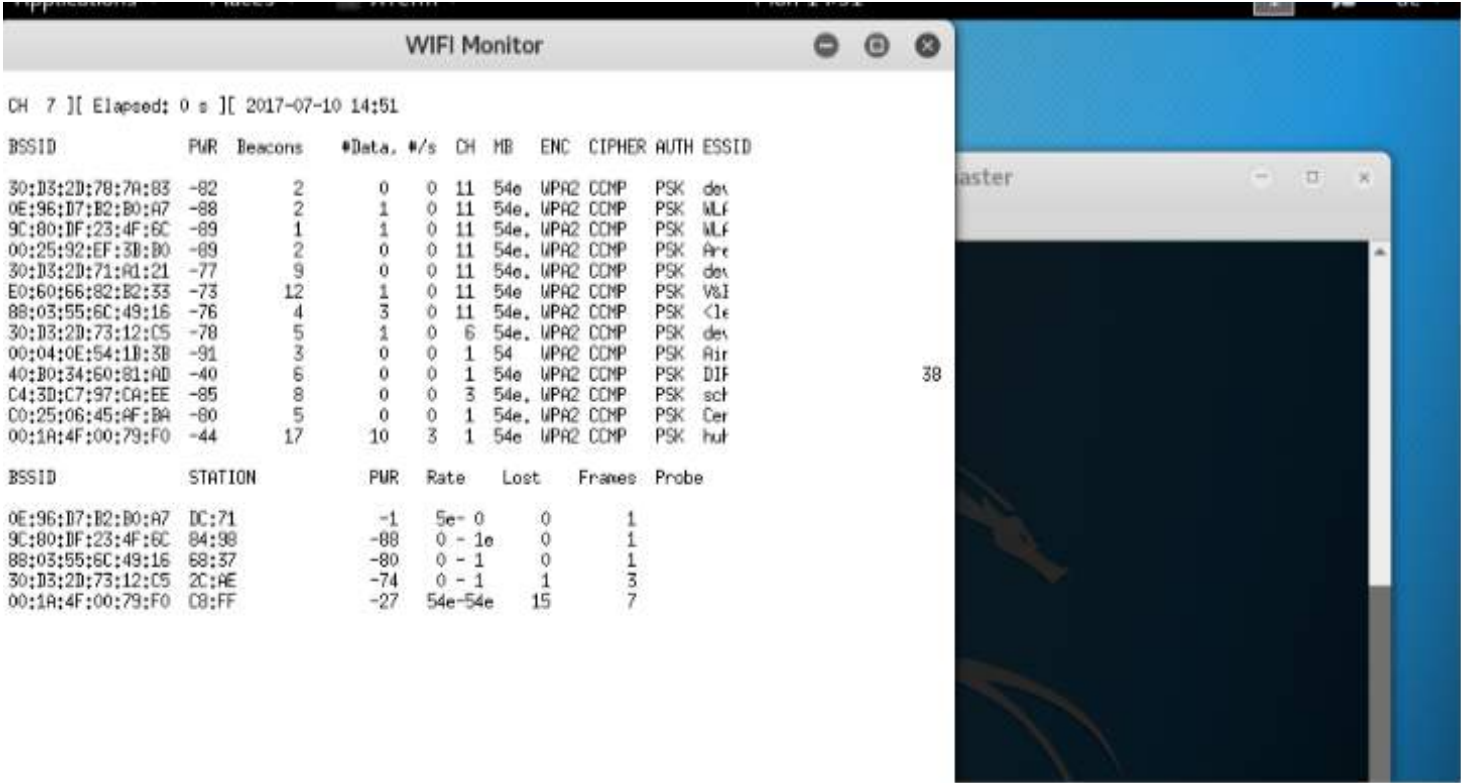 WIFI Monitor
CH 7 ][ Elapsed: 0 s ][ 2017-07-10 14:51
BSSID PWR Beacons #Data, #/s CH MB ENC CIPHER AUTH ESSID
30:D3:2D:78:7A:83 -82 2 0 0 11 54e WPA2 CCMP PSK dev
0E:96:D7:B2:B0:A7 -88 2 1 0 11 54e. WPA2 CCMP PSK WLA
9C:80:DF:23:4F:6C -89 1 1 0 11 54e. WPA2 CCMP PSK WLA
00:25:92:EF:3B:B0 -89 2 0 0 11 54e. WPA2 CCMP PSK Are
30:D3:2D:71:A1:21 -77 9 0 0 11 54e. WPA2 CCMP PSK dev
E0:60:66:82:B2:33 -73 12 1 0 11 54e WPA2 CCMP PSK V&I
88:03:55:6C:49:16 -76 4 3 0 11 54e. WPA2 CCMP PSK <le
30:D3:2D:73:12:C5 -78 5 1 0 6 54e. WPA2 CCMP PSK dev
00:04:0E:54:1B:3B -91 3 0 0 1 54 WPA2 CCMP PSK Air
40:B0:34:60:81:AD -40 6 0 0 1 54e WPA2 CCMP PSK DIR 38
C4:3D:C7:97:CA:EE -85 8 0 0 3 54e. WPA2 CCMP PSK sch
C0:25:06:45:AF:BA -80 5 0 0 1 54e. WPA2 CCMP PSK Cer
00:1A:4F:00:79:F0 -44 17 10 3 1 54e WPA2 CCMP PSK huh
BSSID STATION PWR Rate Lost Frames Probe
0E:96:D7:B2:B0:A7 DC:71 -1 5e- 0 0 1
9C:80:DF:23:4F:6C 84:98 -88 0 - 1e 0 1
88:03:55:6C:49:16 68:37 -80 0 - 1 0 1
30:D3:2D:73:12:C5 2C:AE -74 0 - 1 1 3
00:1A:4F:00:79:F0 C8:FF -27 54e-54e 15 7
aster